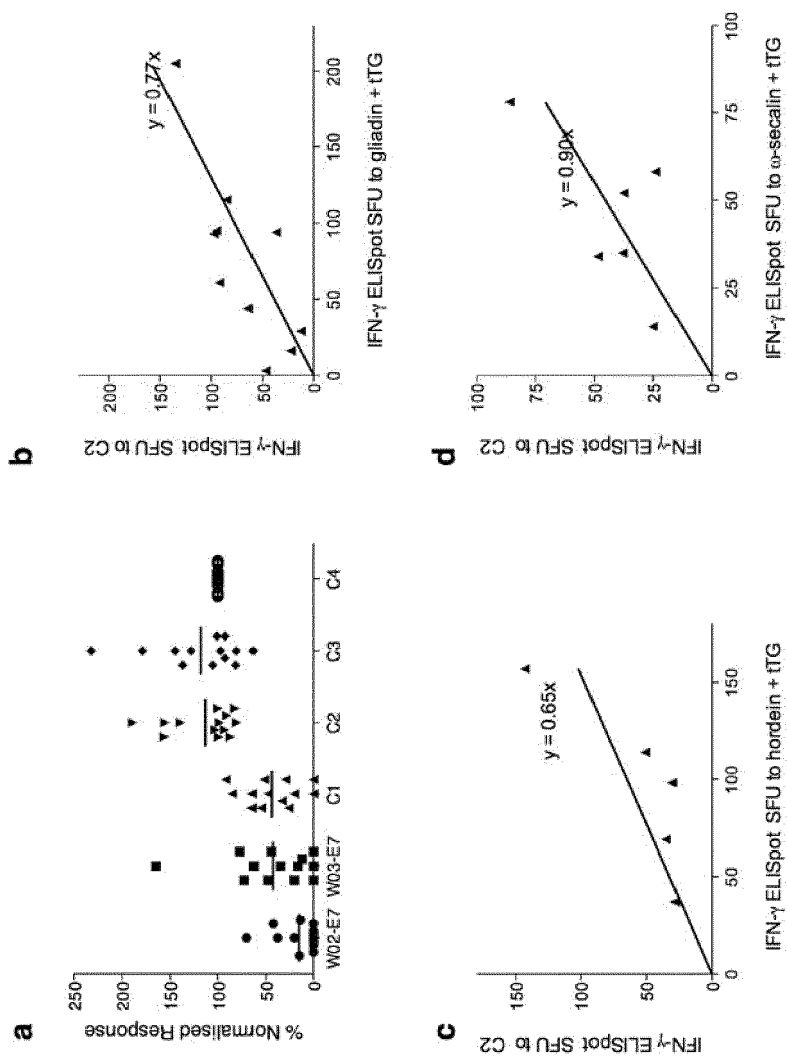 a
% Normalised Response
250
200
150
100
50
0
W02-E7
W03-E7
C1
C2
C3
C4
b
IFN-γ ELISpot SFU to C2
200
150
100
50
0
y = 0.77x
0
50
100
150
200
IFN-γ ELISpot SFU to gliadin + tTG
c
IFN-γ ELISpot SFU to C2
150
100
50
0
y = 0.65x
0
50
100
150
IFN-γ ELISpot SFU to hordein + tTG
d
IFN-γ ELISpot SFU to C2
100
75
50
25
0
y = 0.90x
0
25
50
75
100
IFN-γ ELISpot SFU to ω-secalin + tTG